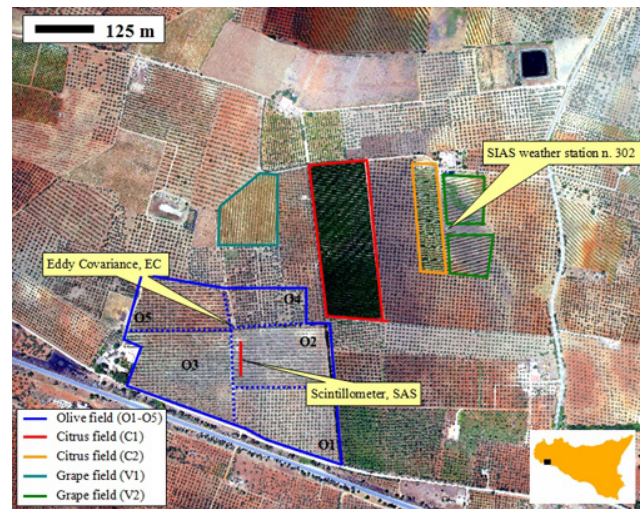 125 m
SIAS weather station n. 302
Eddy Covariance, EC
O4
O5
O2
O3
Scintillometer, SAS
O1
Olive field (O1-O5)
Citrus field (C1)
Citrus field (C2)
Grape field (V1)
Grape field (V2)